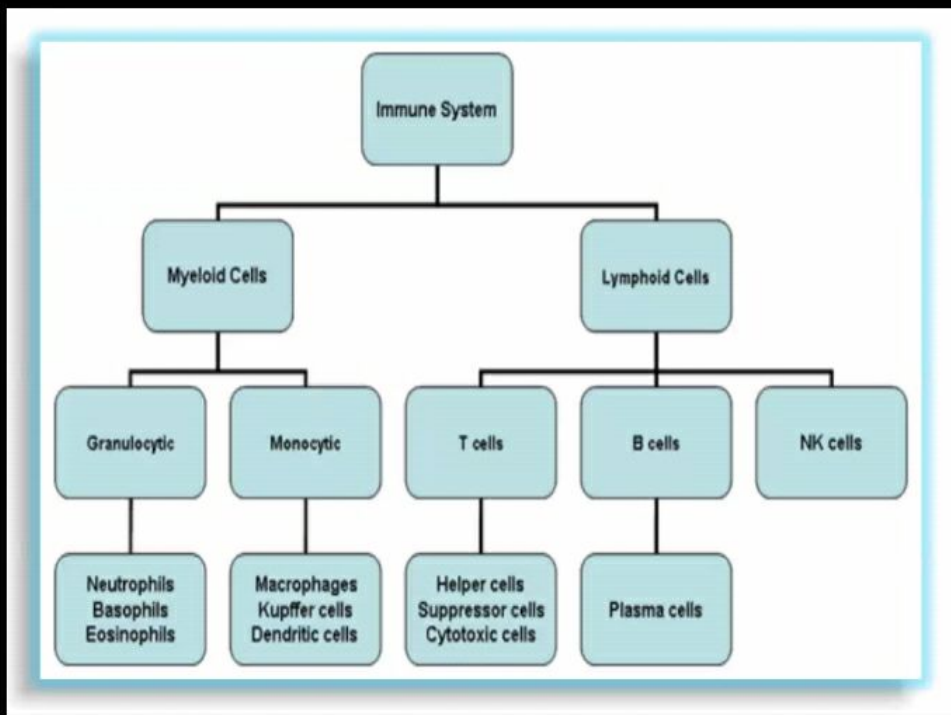 Immune System
Myeloid Cells
Lymphoid Cells
Granulocytic
Monocytic
T cells
B cells
NK cells
Neutrophils
Basophils
Eosinophils
Macrophages
Kupffer cells
Dendritic cells
Helper cells
Suppressor cells
Cytotoxic cells
Plasma cells